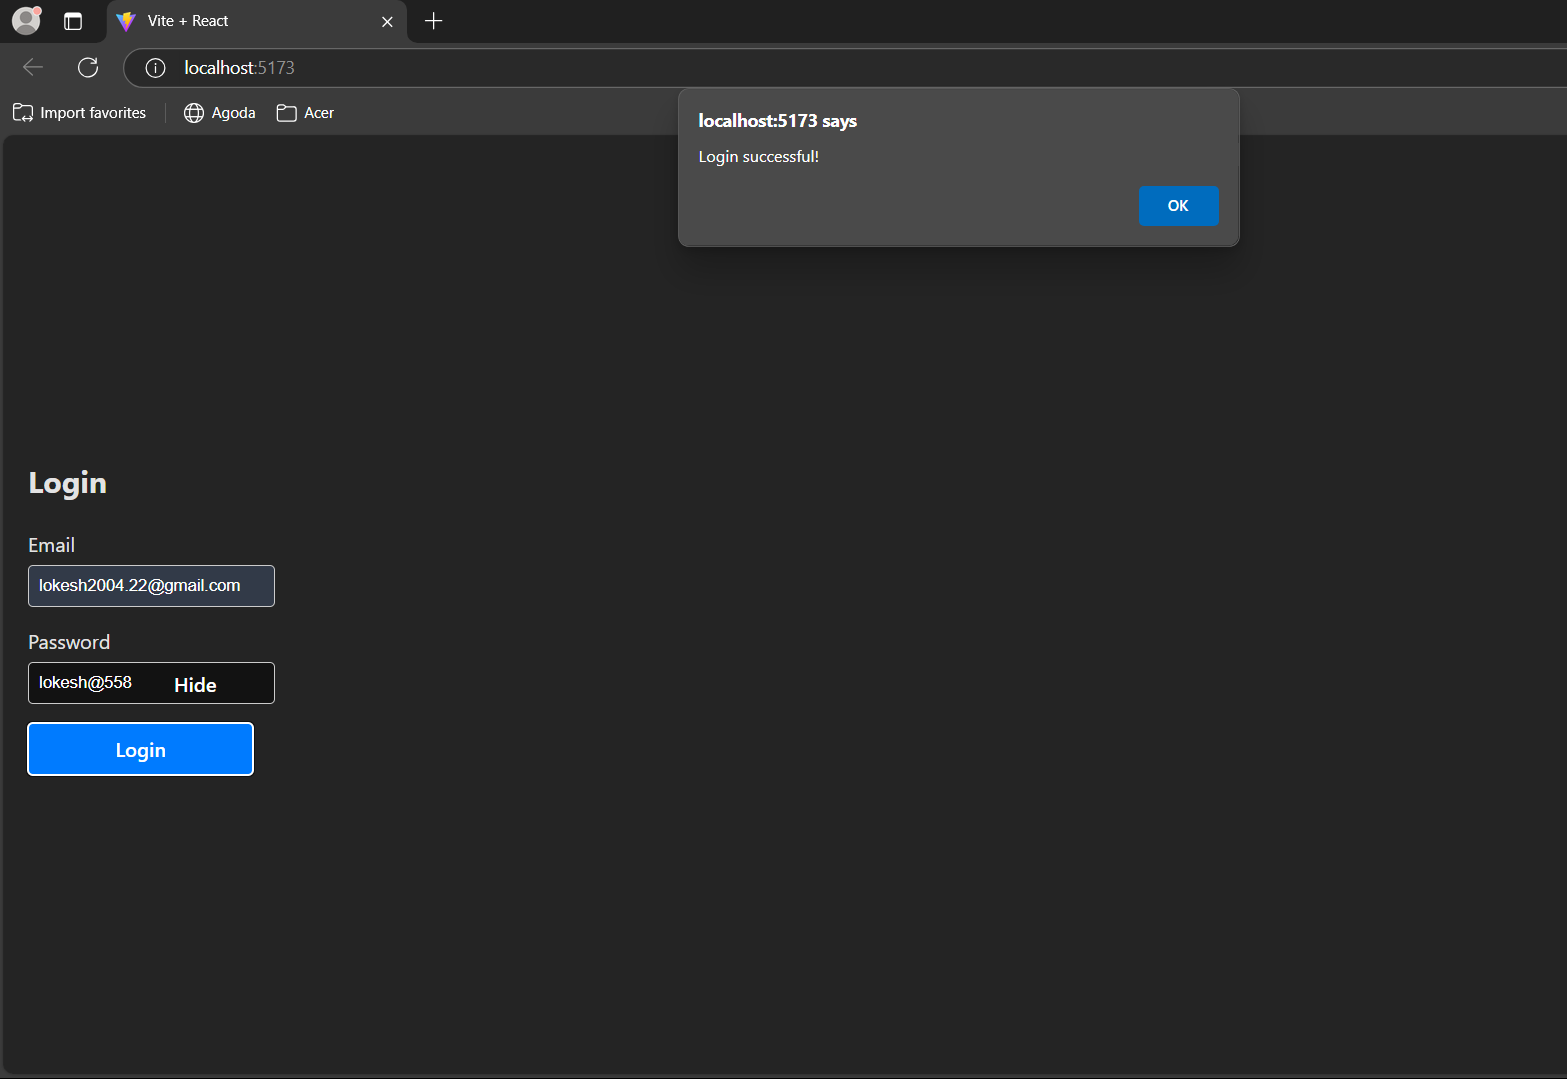 Vite + React
localhost:5173
Import favorites
Agoda
Acer
localhost:5173 says
Login successful!
OK
Login
Email
lokesh2004.22@gmail.com
Password
lokesh@558 Hide
Login